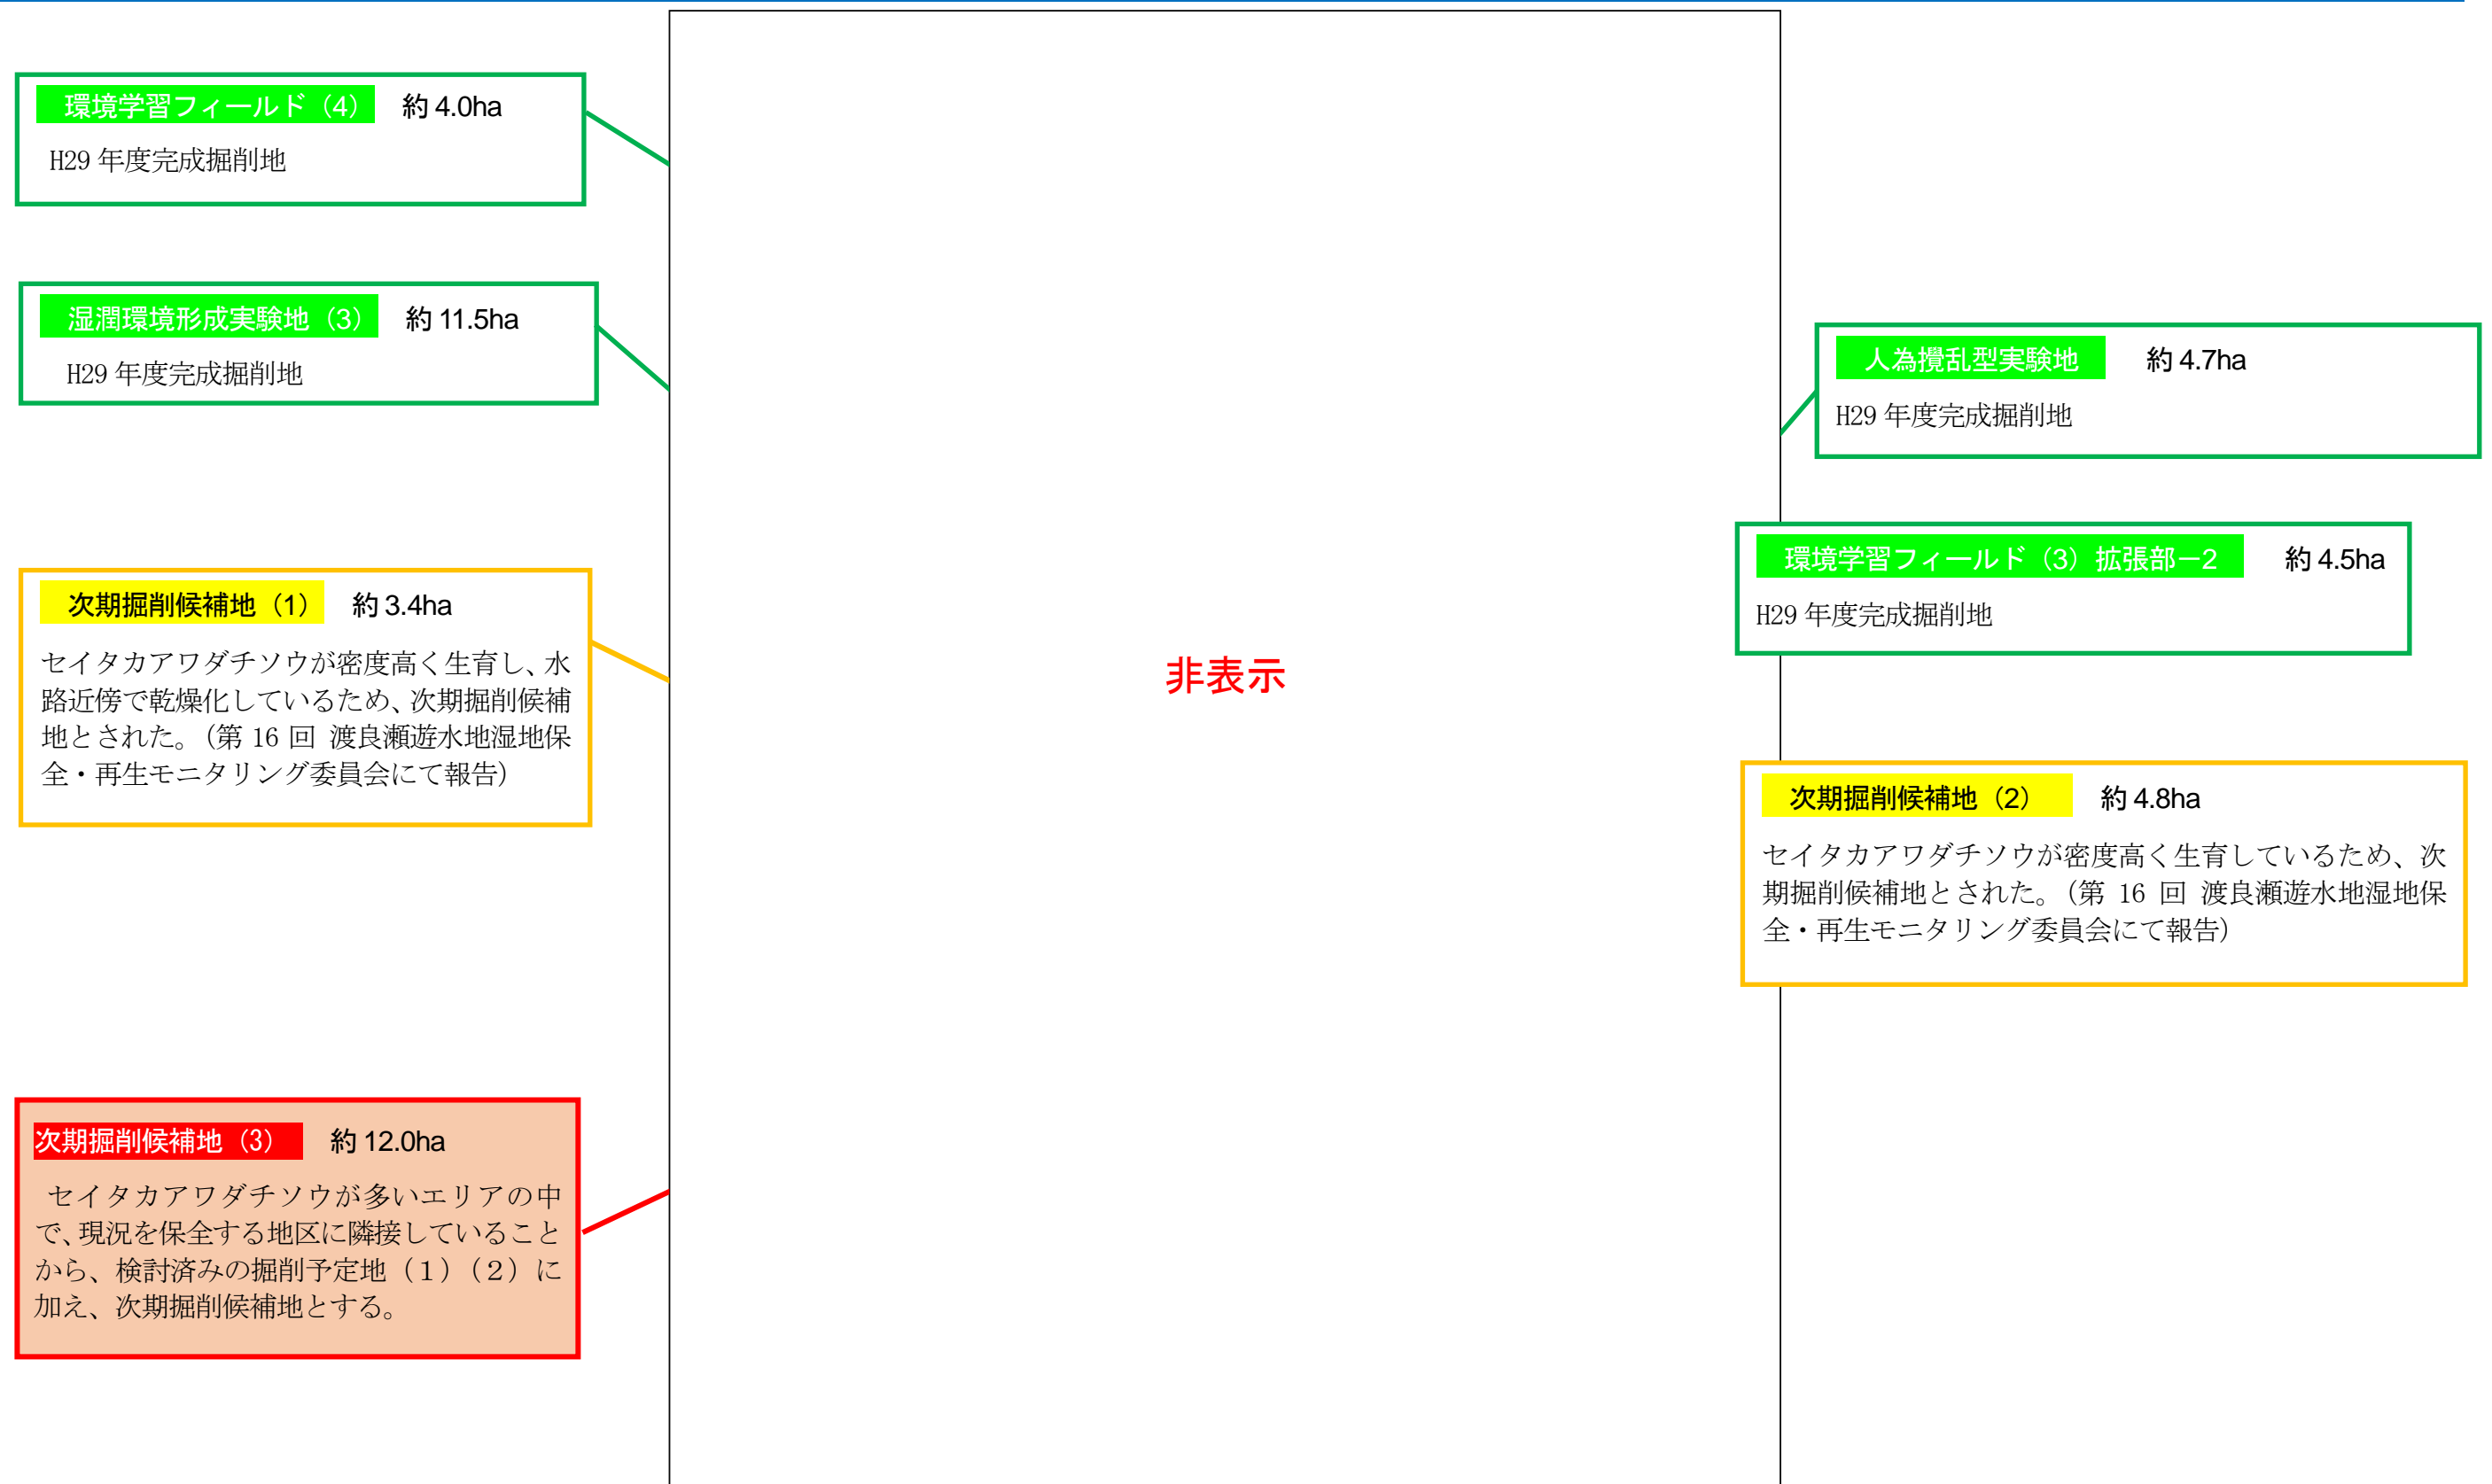 環境学習フィールド（4） 約 4.0ha
H29 年度完成掘削地
湿潤環境形成実験地（3） 約 11.5ha
H29 年度完成掘削地
次期掘削候補地（1） 約 3.4ha
セイタカアワダチソウが密度高く生育し、水
路近傍で乾燥化しているため、次期掘削候補
地とされた。（第 16 回 渡良瀬遊水地湿地保
全・再生モニタリング委員会にて報告）
次期掘削候補地（3） 約 12.0ha
セイタカアワダチソウが多いエリアの中
で、現況を保全する地区に隣接していること
から、検討済みの掘削予定地（１）（２）に
加え、次期掘削候補地とする。
非表示
人為攪乱型実験地 約 4.7ha
H29 年度完成掘削地
環境学習フィールド（3）拡張部－2 約 4.5ha
H29 年度完成掘削地
次期掘削候補地（2） 約 4.8ha
セイタカアワダチソウが密度高く生育しているため、次
期掘削候補地とされた。（第 16 回 渡良瀬遊水地湿地保
全・再生モニタリング委員会にて報告）